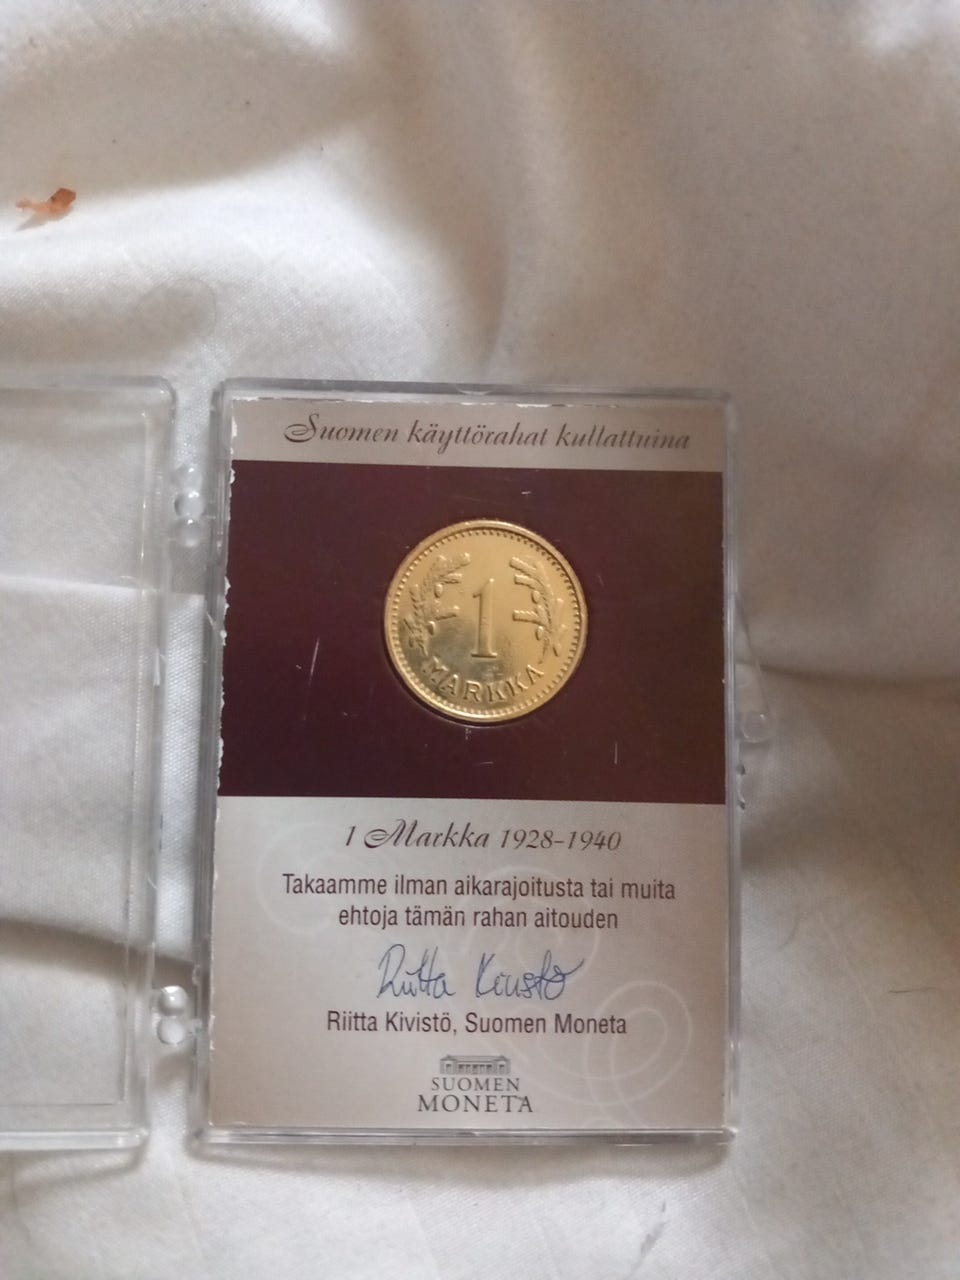 Suomen käyttörahat kullattuina
1
MARKKA
1 Markka 1928-1940
Takaamme ilman aikarajoitusta tai muita
ehtoja tämän rahan aitouden
Riitta Kivistö
Riitta Kivistö, Suomen Moneta
SUOMEN
MONETA